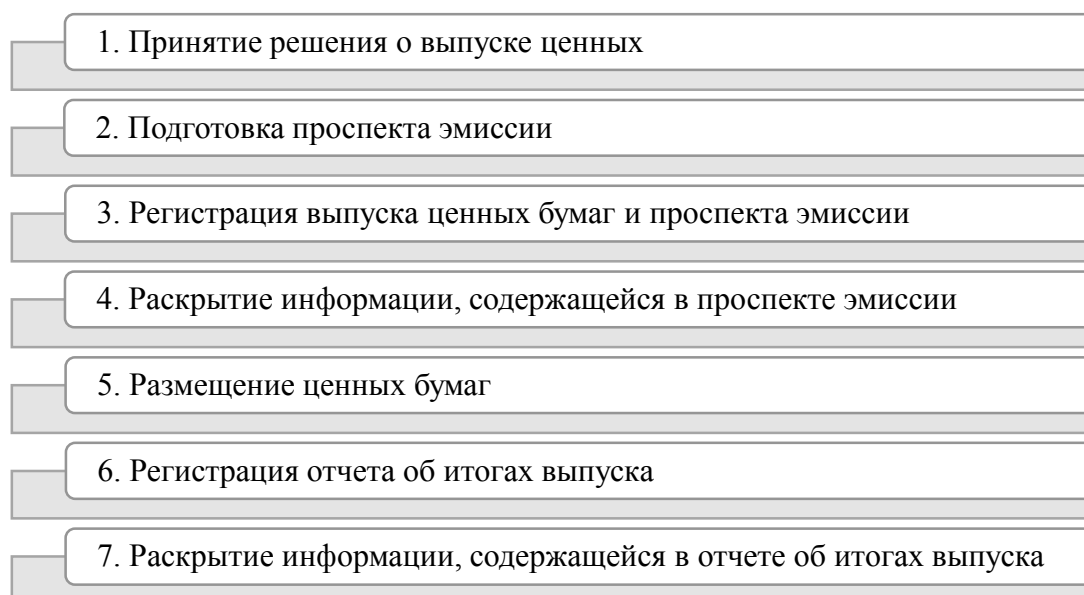 1. Принятие решения о выпуске ценных
2. Подготовка проспекта эмиссии
3. Регистрация выпуска ценных бумаг и проспекта эмиссии
4. Раскрытие информации, содержащейся в проспекте эмиссии
5. Размещение ценных бумаг
6. Регистрация отчета об итогах выпуска
7. Раскрытие информации, содержащейся в отчете об итогах выпуска